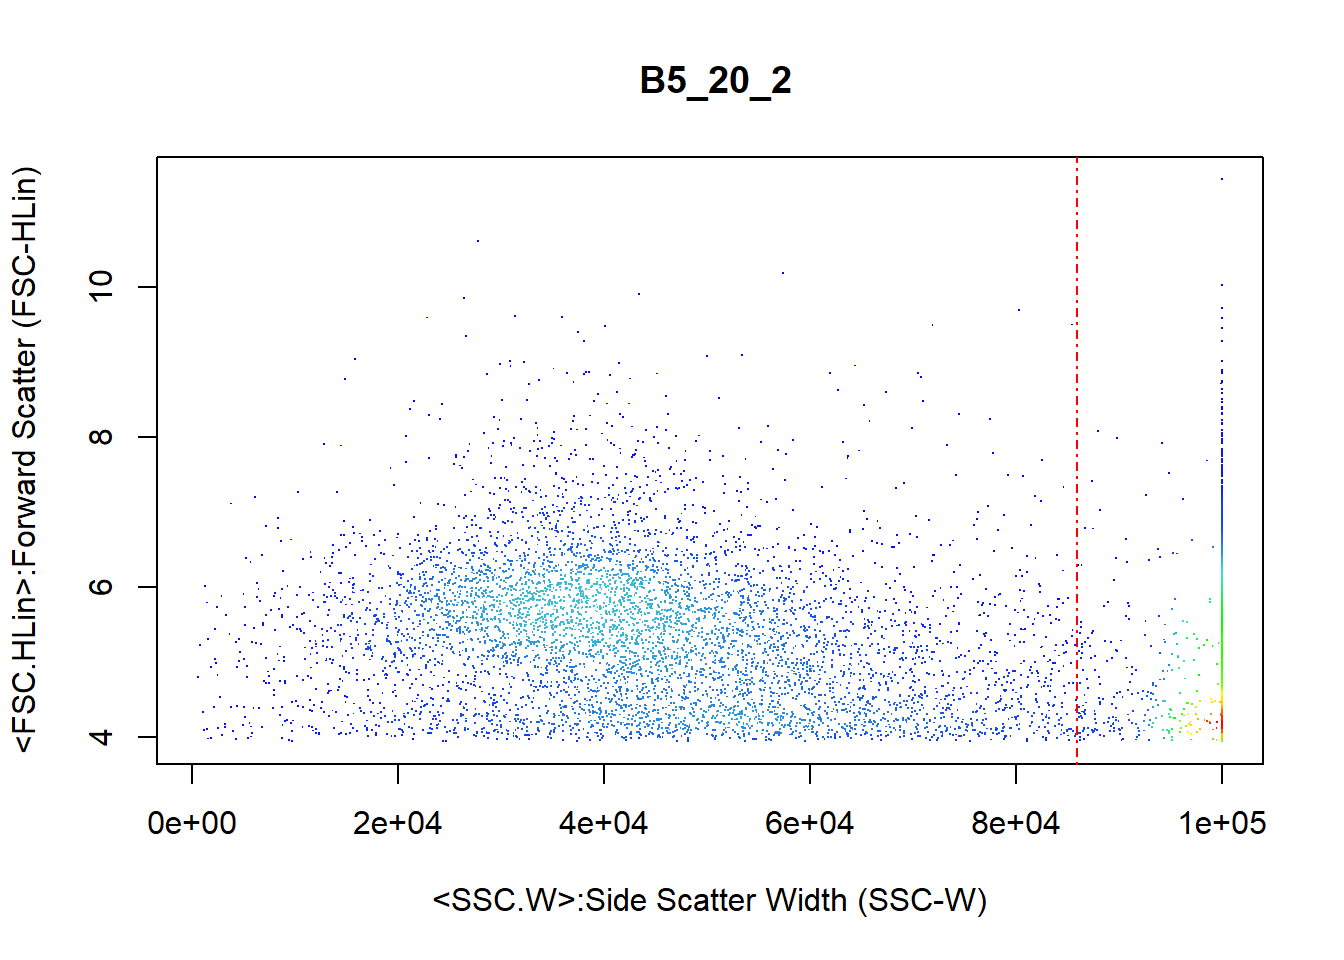 B5_20_2
<FSC.HLin>:Forward Scatter (FSC-HLin)
10
8
6
4
0e+00 2e+04 4e+04 6e+04 8e+04 1e+05
<SSC.W>:Side Scatter Width (SSC-W)